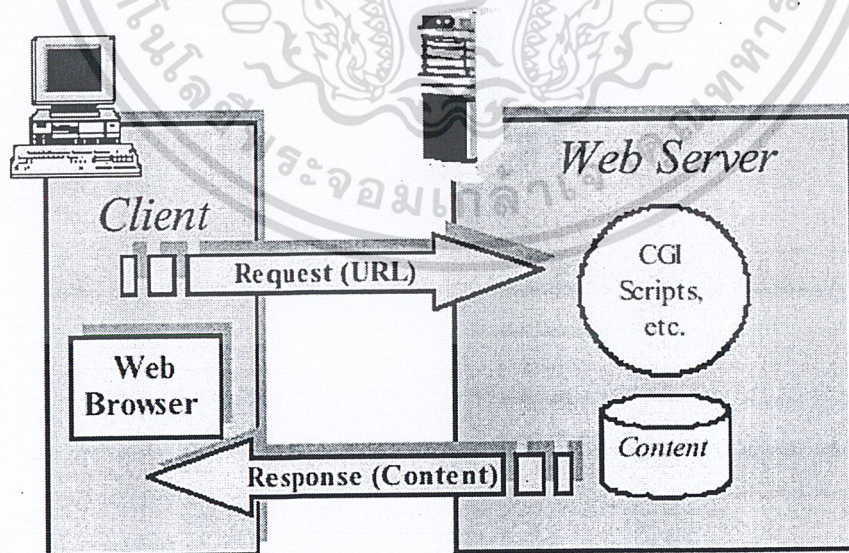 Web Server
Client
CGI
Scripts,
etc.
Request (URL)
Web
Browser
Content
Response (Content)